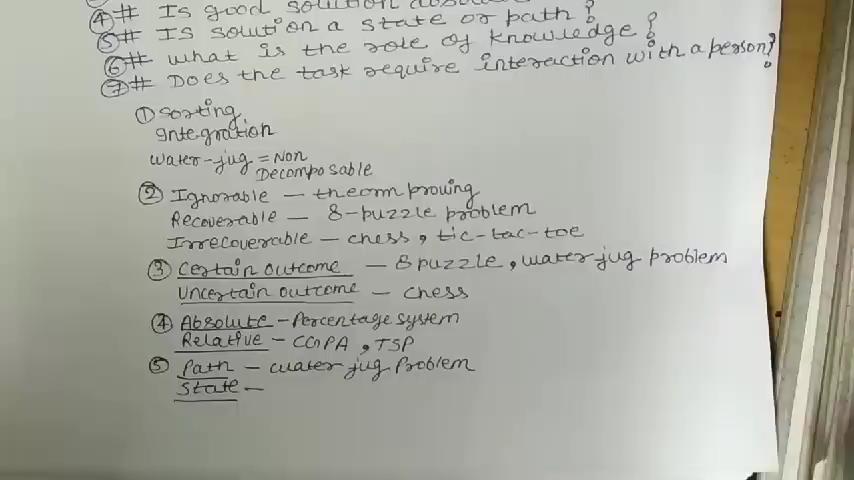 ④# Is good solution absolu
⑤# Is solution a state or path?
⑥# what is the role of knowledge?
⑦# Does the task require interaction with a person?
① Sorting
Integration
water-jug = Non
Decomposable
② Ignorable — theorm proving
Recoverable — 8-puzzle problem
Irrecoverable — chess, tic-tac-toe
③ Certain outcome — 8 puzzle, water jug problem
Uncertain outcome — chess
④ Absolute - Percentage system
Relative - CGPA, TSP
⑤ Path - water jug Problem
State —